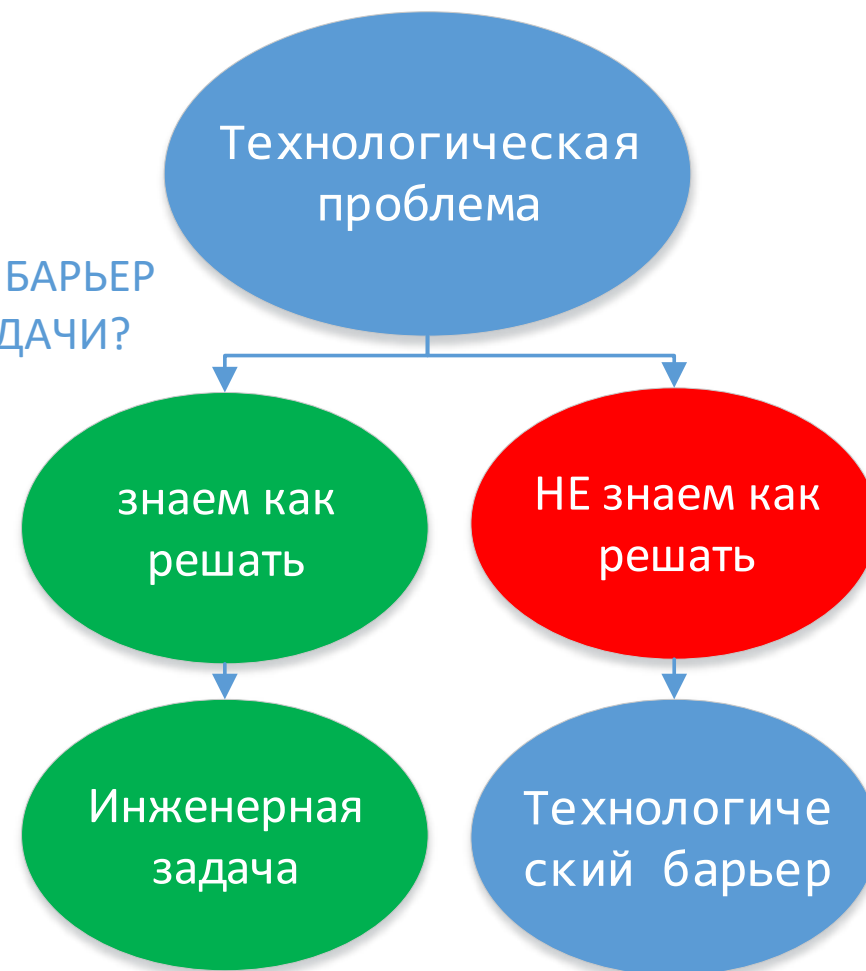 Технологическая
проблема
БАРЬЕР
ДАЧИ?
знаем как
решать
НЕ знаем как
решать
Инженерная
задача
Технологиче
ский барьер